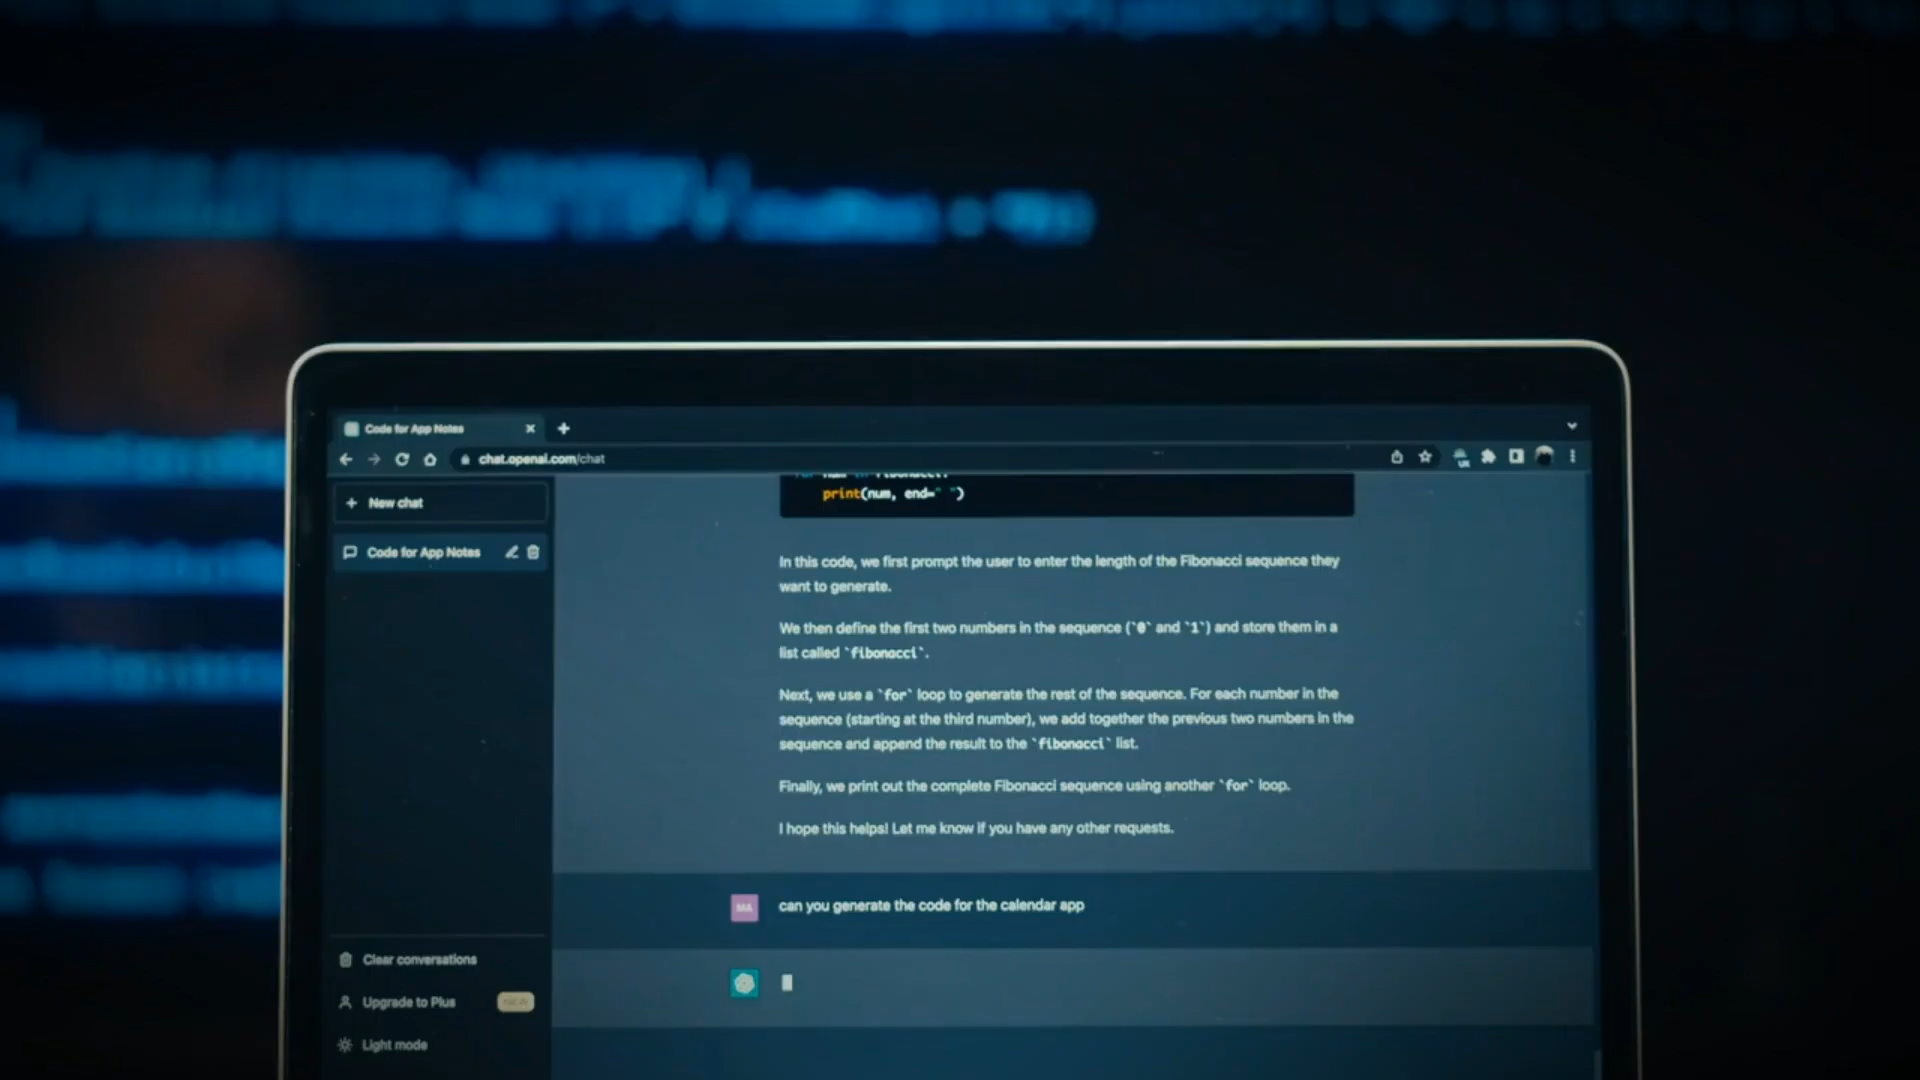 Code for App Notes
chat.openai.com/chat
New chat
Code for App Notes
print(num, end=" ")
In this code, we first prompt the user to enter the length of the Fibonacci sequence they
want to generate.
We then define the first two numbers in the sequence (`0` and `1`) and store them in a
list called `fibonacci`.
Next, we use a `for` loop to generate the rest of the sequence. For each number in the
sequence (starting at the third number), we add together the previous two numbers in the
sequence and append the result to the `fibonacci` list.
Finally, we print out the complete Fibonacci sequence using another `for` loop.
I hope this helps! Let me know if you have any other requests.
MA
can you generate the code for the calendar app
Clear conversations
Upgrade to Plus
Light mode